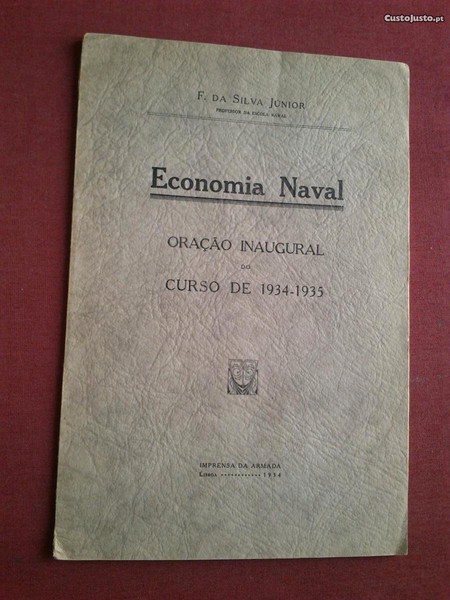 CustoJusto.pt
F. DA SILVA JÚNIOR
PROFESSOR DA ESCOLA NAVAL
Economia Naval
ORAÇÃO INAUGURAL
DO
CURSO DE 1934-1935
IMPRENSA DA ARMADA
LISBOA ············ 1934